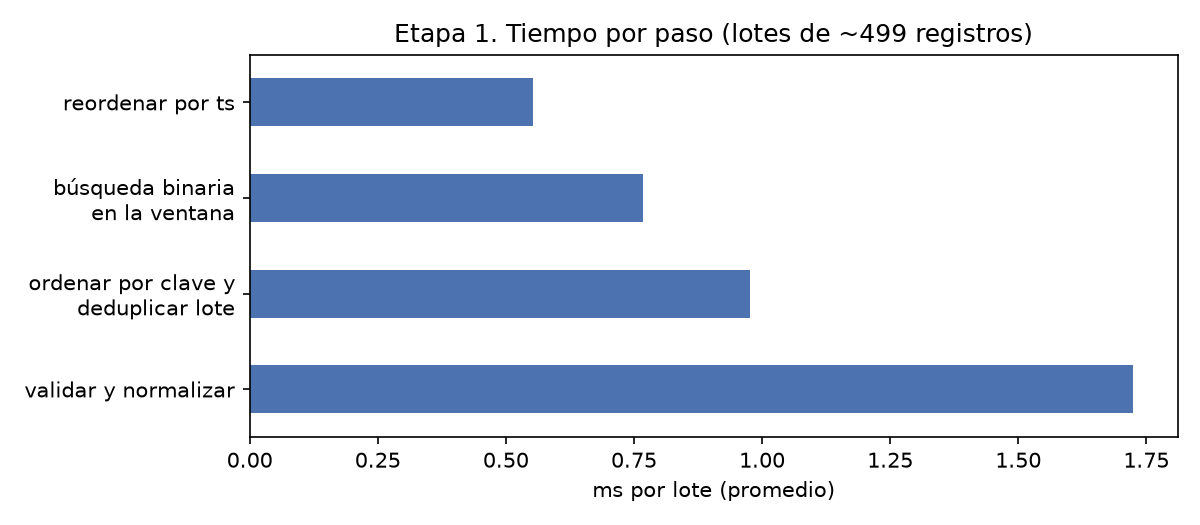 Etapa 1. Tiempo por paso (lotes de ~499 registros)
reordenar por ts
búsqueda binaria
en la ventana
ordenar por clave y
deduplicar lote
validar y normalizar
0.00 0.25 0.50 0.75 1.00 1.25 1.50 1.75
ms por lote (promedio)